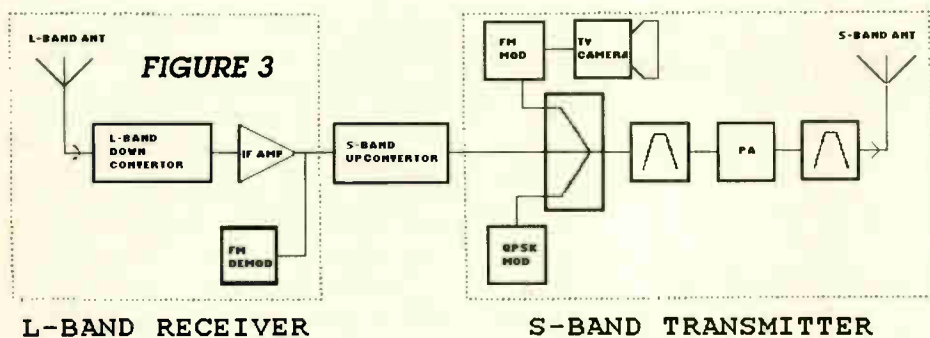 L-BAND ANT
FIGURE 3
L-BAND
DOWN
CONVERTOR
IF AMP
FM
DEMOD
S-BAND
UPCONVERTOR
FM
MOD
TV
CAMERA
QPSK
MOD
PA
S-BAND ANT
L-BAND RECEIVER
S-BAND TRANSMITTER